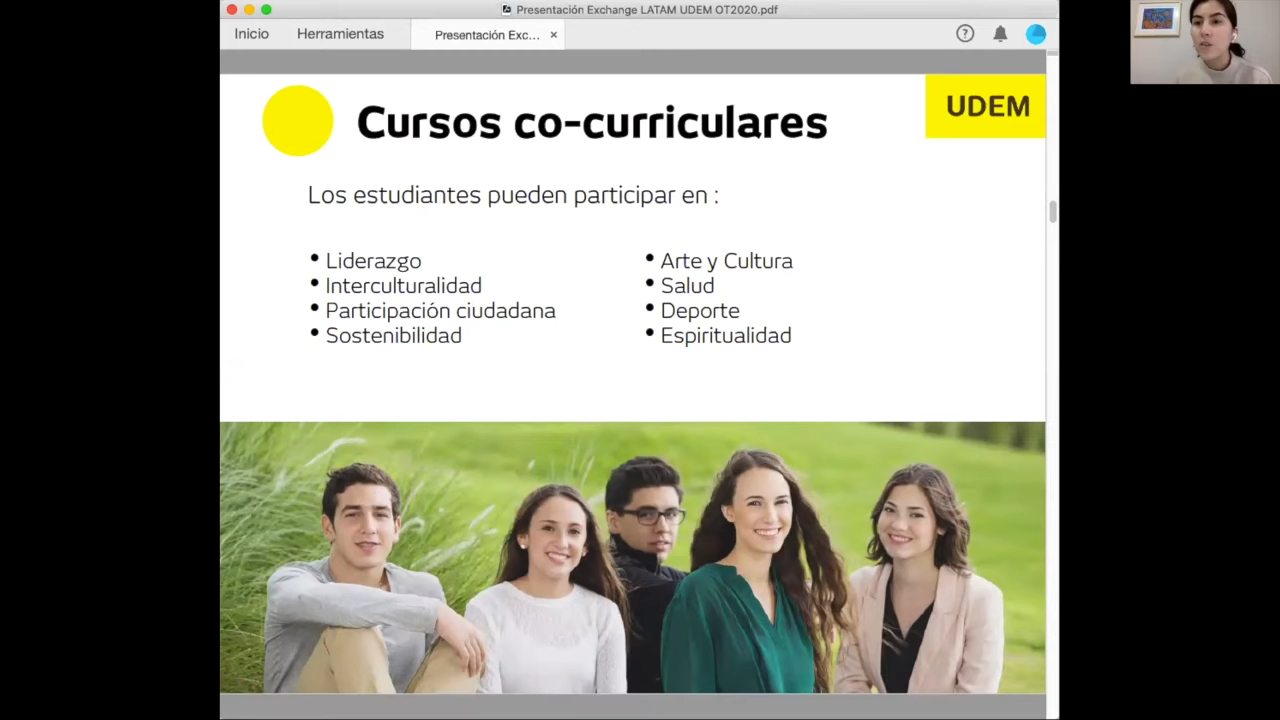 Presentación Exchange LATAM UDEM OT2020.pdf
Inicio
Herramientas
Presentación Exc... ×
?
Cursos co-curriculares
UDEM
Los estudiantes pueden participar en :
• Liderazgo
• Interculturalidad
• Participación ciudadana
• Sostenibilidad
• Arte y Cultura
• Salud
• Deporte
• Espiritualidad